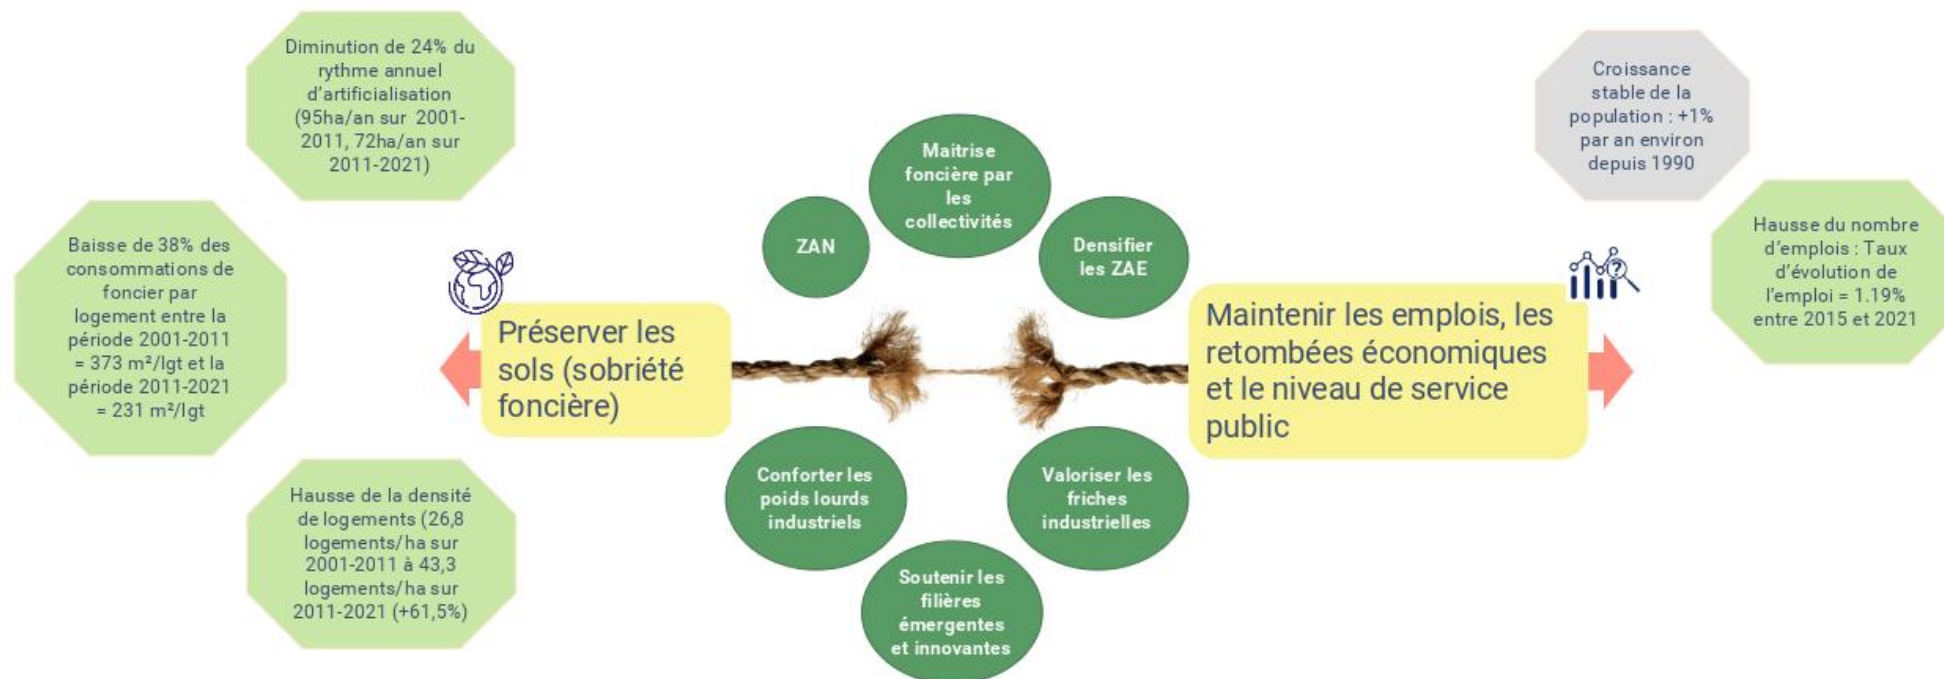 Diminution de 24% du
rythme annuel
d'artificialisation
(95ha/an sur 2001-
2011, 72ha/an sur
2011-2021)
Baisse de 38% des
consommations de
foncier par
logement entre la
période 2001-2011
= 373 m²/lgt et la
période 2011-2021
= 231 m²/lgt
Hausse de la densité
de logements (26,8
logements/ha sur
2001-2011 à 43,3
logements/ha sur
2011-2021 (+61,5%)
Préserver les
sols (sobriété
foncière)
ZAN
Maitrise
foncière par
les
collectivités
Densifier
les ZAE
Conforter les
poids lourds
industriels
Soutenir les
filières
émergentes
et innovantes
Valoriser les
friches
industrielles
Maintenir les emplois, les
retombées économiques
et le niveau de service
public
?
Croissance
stable de la
population : +1%
par an environ
depuis 1990
Hausse du nombre
d'emplois : Taux
d'évolution de
l'emploi = 1.19%
entre 2015 et 2021